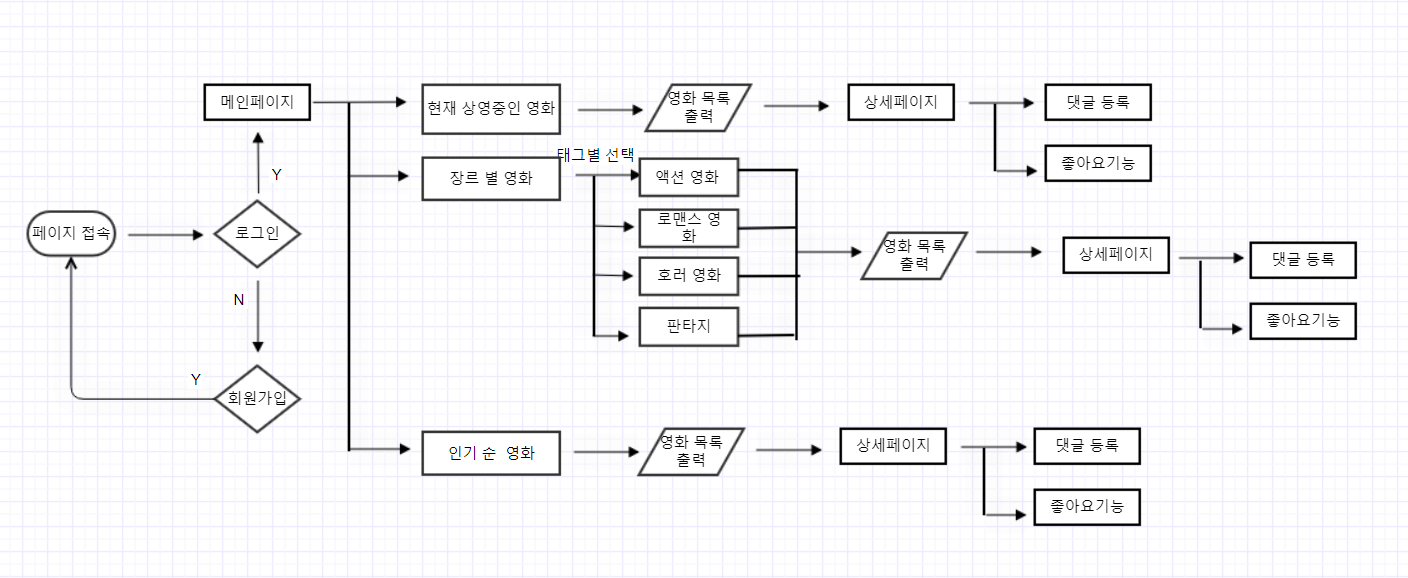 메인페이지
현재 상영중인 영화
영화 목록
출력
상세페이지
댓글 등록
좋아요기능
태그별 선택
장르 별 영화
액션 영화
Y
로맨스 영
화
페이지 접속
로그인
영화 목록
출력
상세페이지
댓글 등록
호러 영화
N
판타지
좋아요기능
Y
회원가입
인기 순  영화
영화 목록
출력
상세페이지
댓글 등록
좋아요기능